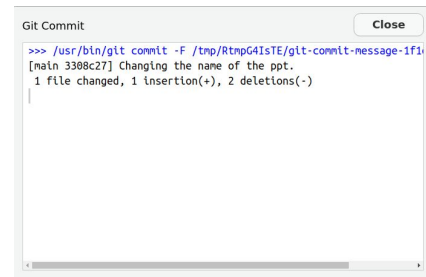 Git Commit
Close
>>> /usr/bin/git commit -F /tmp/RtmpG4IsTE/git-commit-message-1f1
[main 3308c27] Changing the name of the ppt.
1 file changed, 1 insertion(+), 2 deletions(-)